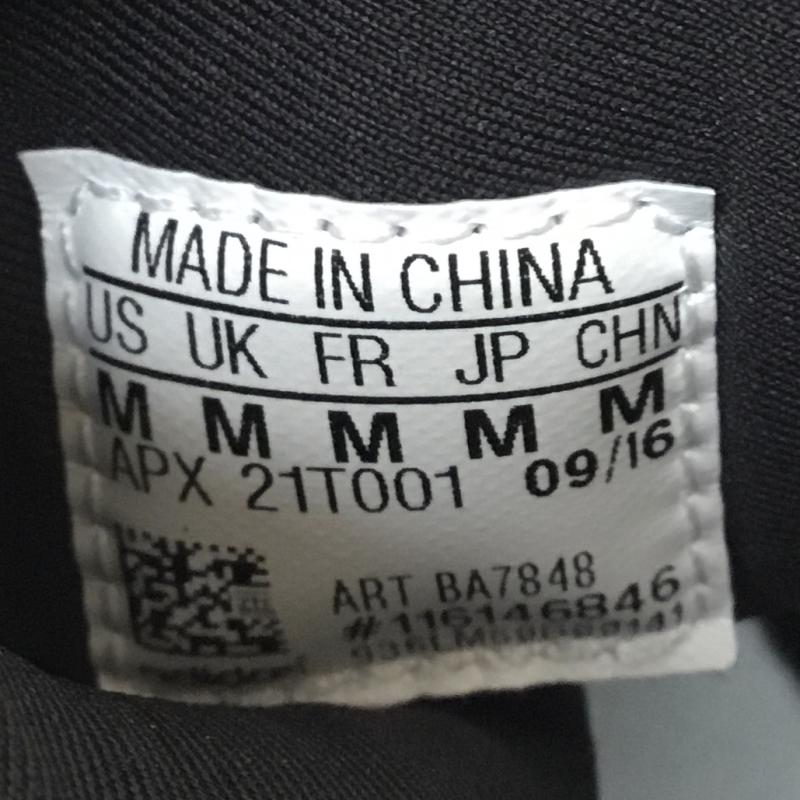 MADE IN CHINA
US UK FR JP CHN
M M M M M
APX 21T001 09/16
ART BA7848
#116146846